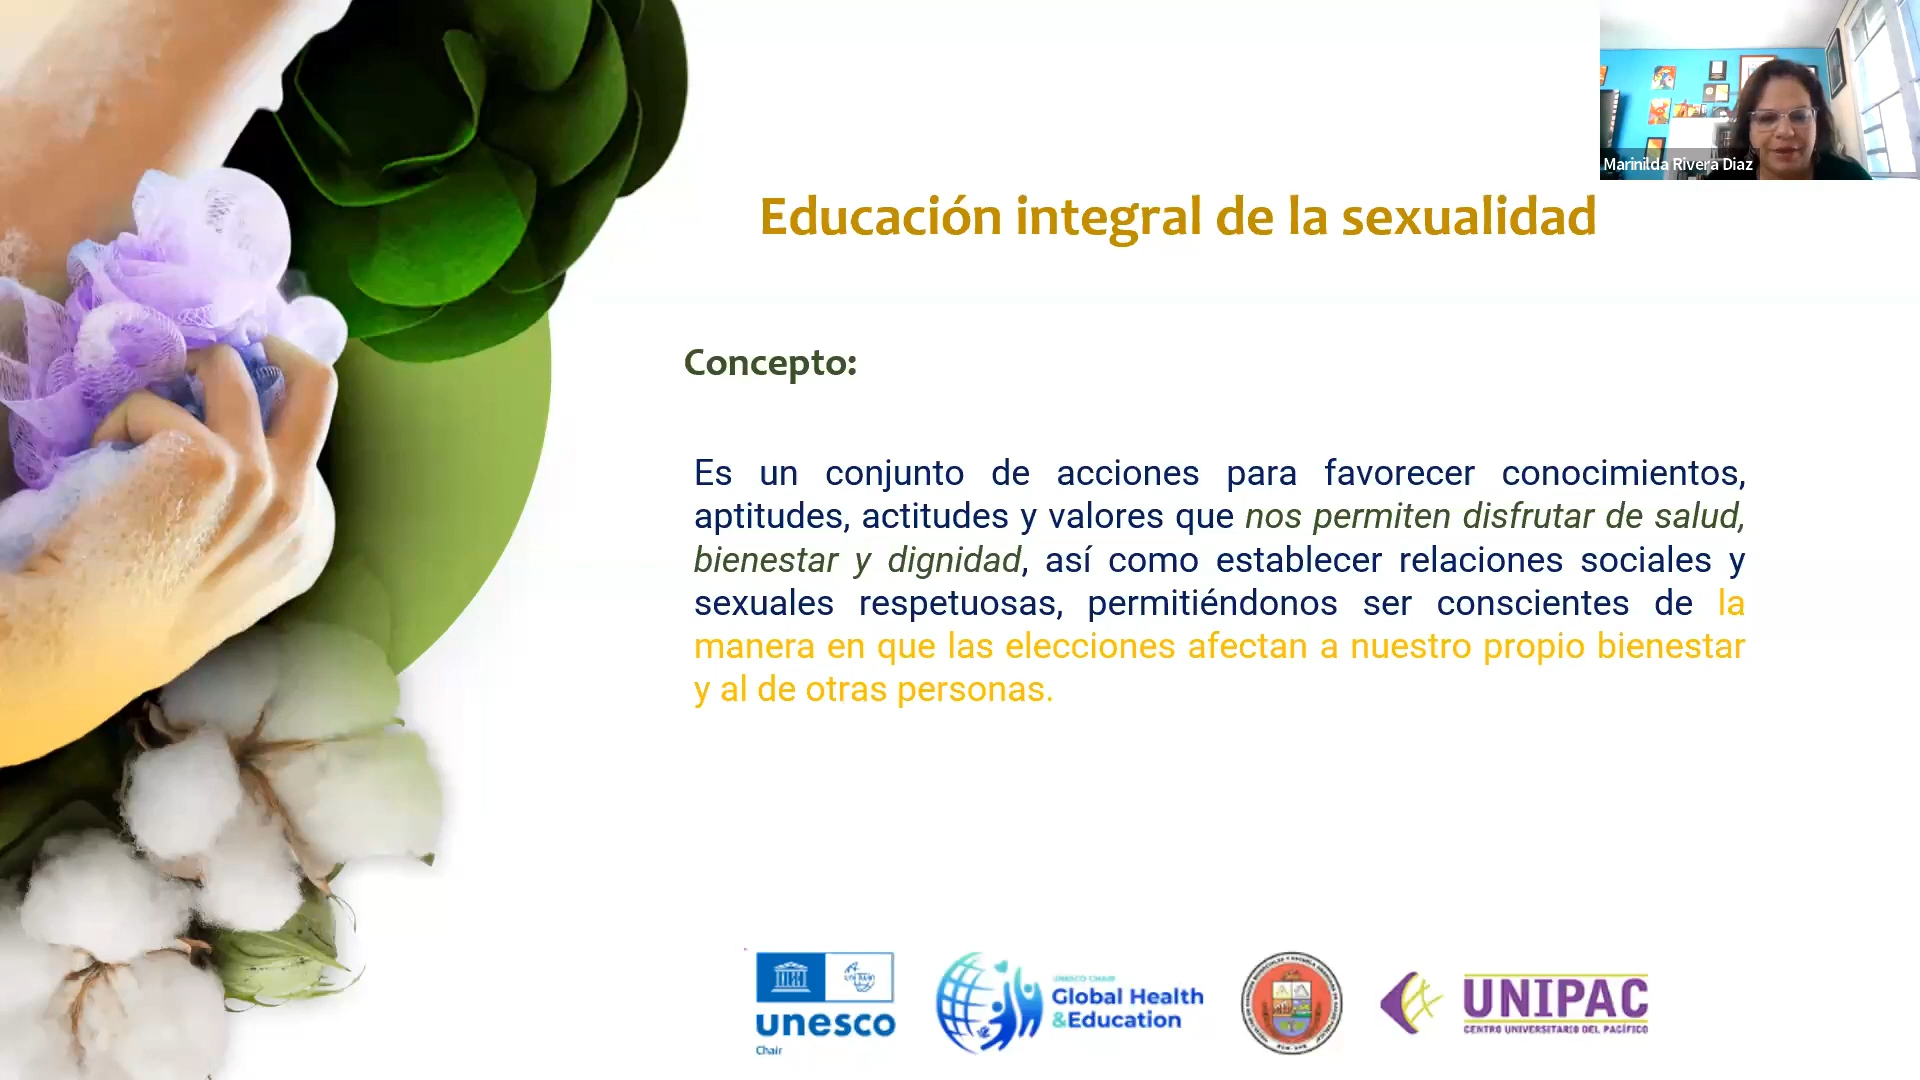 Marinilda Rivera Diaz
Educación integral de la sexualidad
Concepto:
Es un conjunto de acciones para favorecer conocimientos,
aptitudes, actitudes y valores que nos permiten disfrutar de salud,
bienestar y dignidad, así como establecer relaciones sociales y
sexuales respetuosas, permitiéndonos ser conscientes de la
manera en que las elecciones afectan a nuestro propio bienestar
y al de otras personas.
unesco
Chair
UNESCO CHAIR
Global Health
&Education
UNIPAC
CENTRO UNIVERSITARIO DEL PACÍFICO